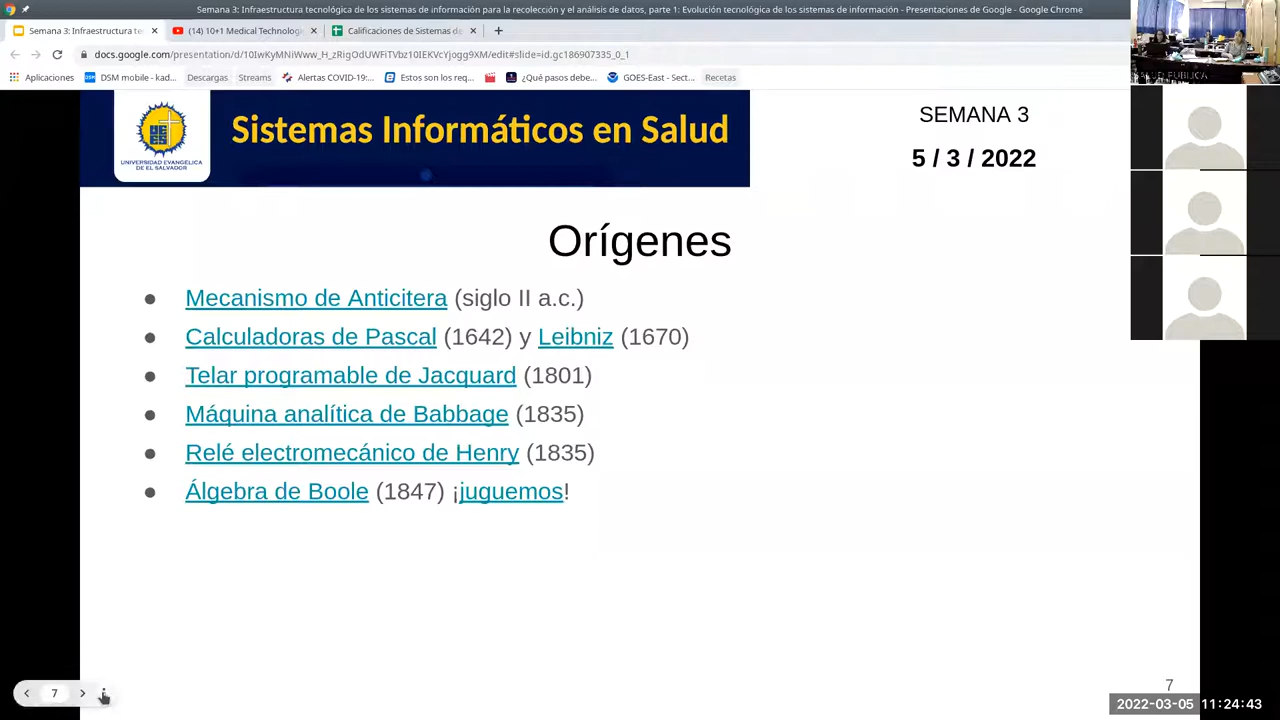 Semana 3: Infraestructura tecnológica de los sistemas de información para la recolección y el análisis de datos, parte 1: Evolución tecnológica de los sistemas de información - Presentaciones de Google - Google Chrome
Semana 3: Infraestructura te
(14) 10+1 Medical Technolog
Calificaciones de Sistemas d
docs.google.com/presentation/d/10IwKyMNiWww_H_zRigOdUWFiTVbz10IEKVcYjogg9XM/edit#slide=id.gc186907335_0_1
Aplicaciones
DSM mobile - kad...
Descargas
Streams
Alertas COVID-19:...
Estos son los req...
¿Qué pasos debe...
GOES-East - Sect...
Recetas
SALUD PUBLICA
UNIVERSIDAD EVANGÉLICA
DE EL SALVADOR
Sistemas Informáticos en Salud
SEMANA 3
5 / 3 / 2022
Orígenes
● Mecanismo de Anticitera (siglo II a.c.)
● Calculadoras de Pascal (1642) y Leibniz (1670)
● Telar programable de Jacquard (1801)
● Máquina analítica de Babbage (1835)
● Relé electromecánico de Henry (1835)
● Álgebra de Boole (1847) ¡juguemos!
7
7
2022-03-05 11:24:43